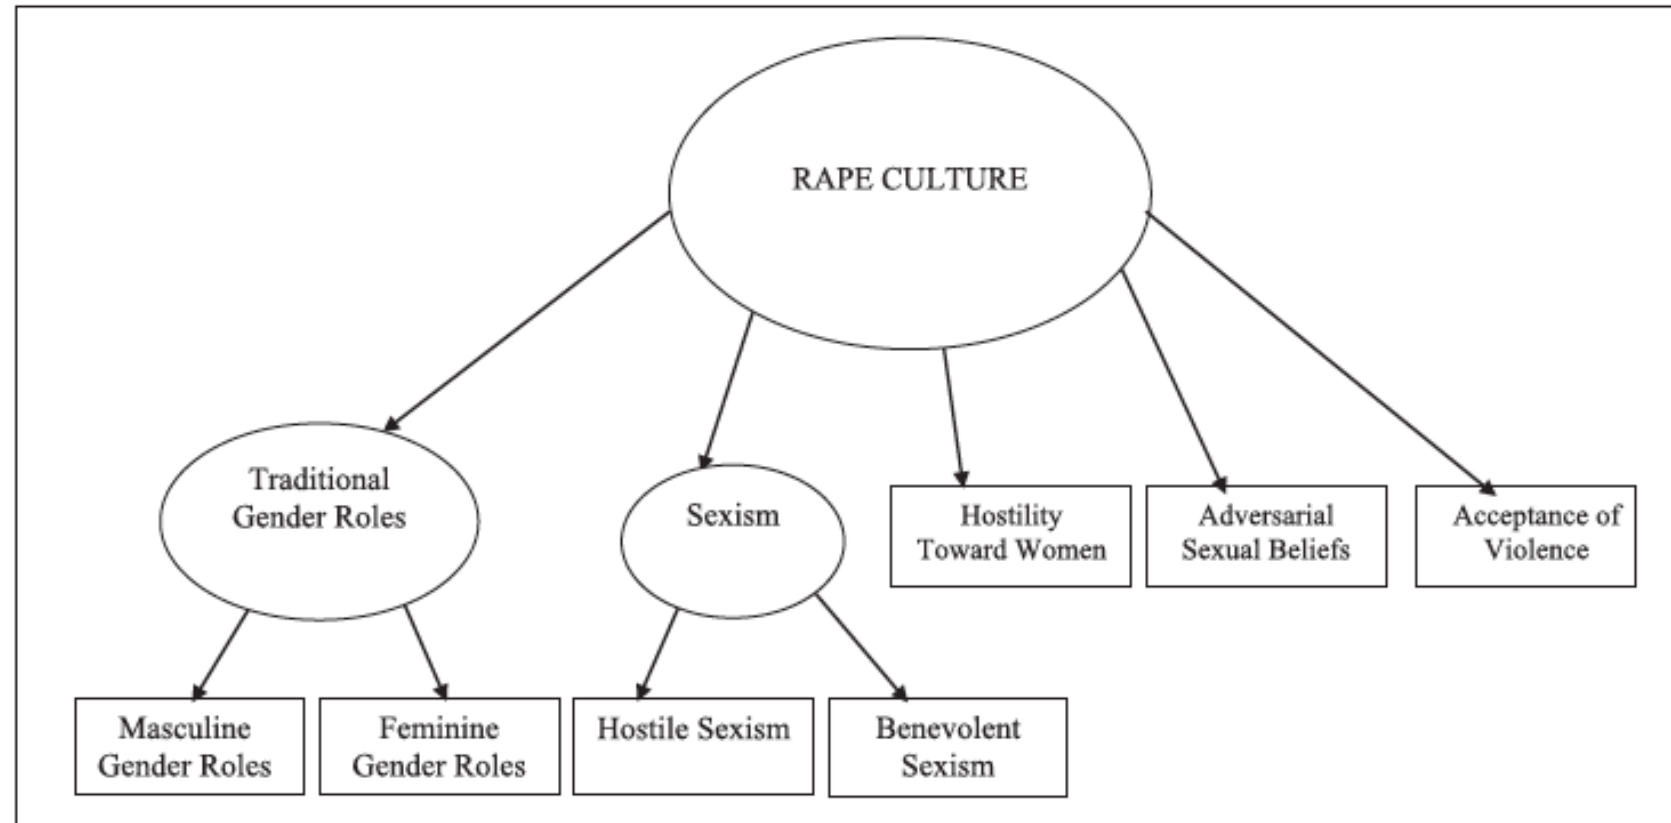 RAPE CULTURE
Traditional
Gender Roles
Sexism
Hostility
Toward Women
Adversarial
Sexual Beliefs
Acceptance of
Violence
Masculine
Gender Roles
Feminine
Gender Roles
Hostile Sexism
Benevolent
Sexism